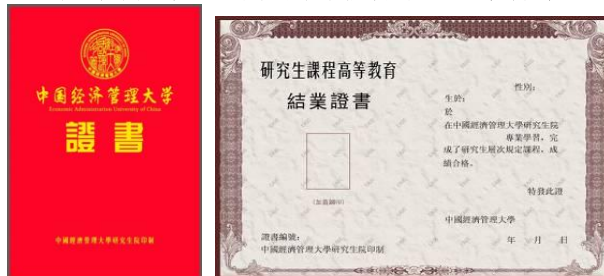 中国经济管理大学
Economic Administration University of China
證書
中國經濟管理大學研究生院印制
研究生課程高等教育
結業證書
(加蓋鋼印)
證書編號：
中國經濟管理大學研究生院印制
性别：
生於：
於
在中國經濟管理大學研究生院
專業學習，完
成了研究生層次規定課程，成
績合格。
特發此證
中國經濟管理大學
年 月 日